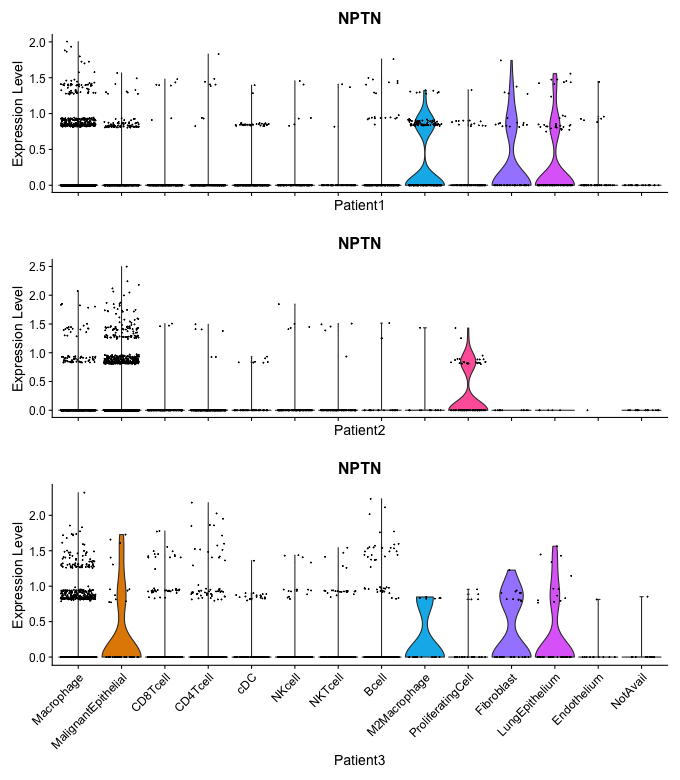 NPTN
Expression Level
2.0
1.5
1.0
0.5
0.0
Patient1
NPTN
Expression Level
2.5
2.0
1.5
1.0
0.5
0.0
Patient2
NPTN
Expression Level
2.0
1.5
1.0
0.5
0.0
Macrophage
MalignantEpithelial
CD8Tcell
CD4Tcell
cDC
NKcell
NKTcell
Bcell
M2Macrophage
ProliferatingCell
Fibroblast
LungEpithelium
Endothelium
NotAvail
Patient3